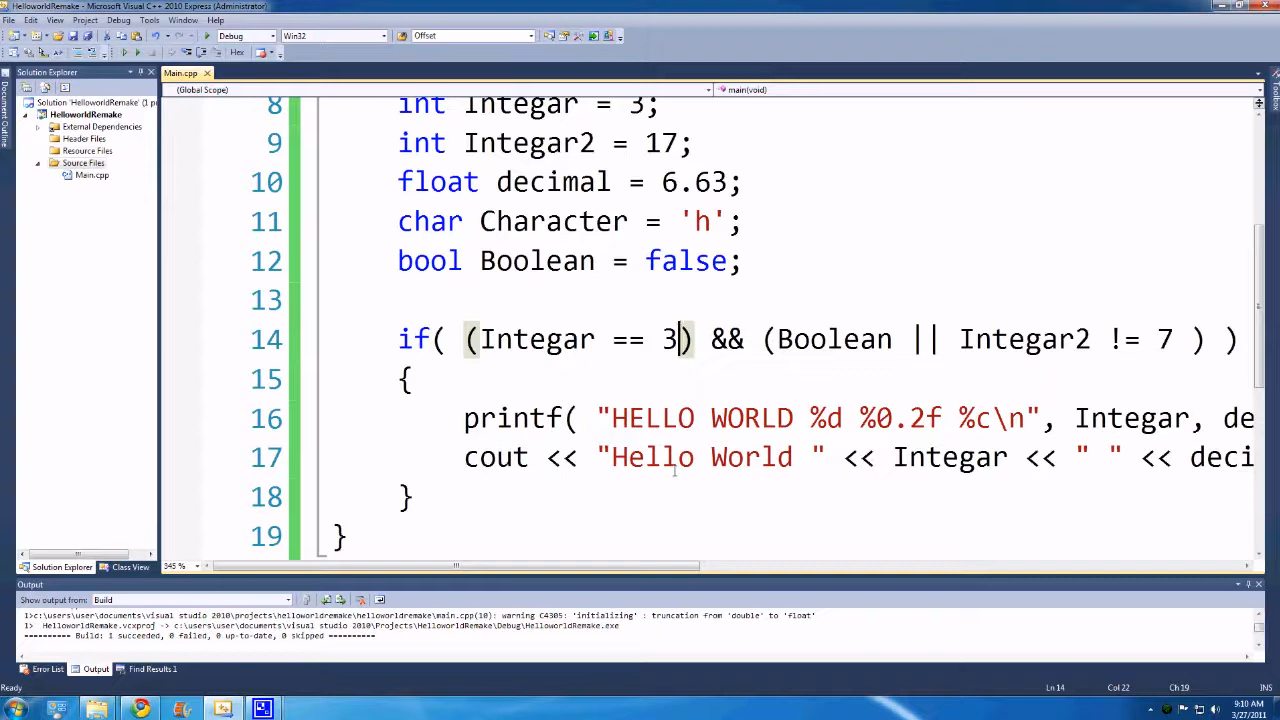 HelloworldRemake - Microsoft Visual C++ 2010 Express (Administrator)
File Edit View Project Debug Tools Window Help
Debug Win32 Offset
Hex
Solution Explorer
Main.cpp
(Global Scope) main(void)
Document Outline
Toolbox
Solution 'HelloworldRemake' (1 p
HelloworldRemake
External Dependencies
Header Files
Resource Files
Source Files
Main.cpp
8 int Integar = 3;
9 int Integar2 = 17;
10 float decimal = 6.63;
11 char Character = 'h';
12 bool Boolean = false;
13
14 if( (Integar == 3) && (Boolean || Integar2 != 7 ) )
15 {
16 printf( "HELLO WORLD %d %0.2f %c\n", Integar, de
17 cout << "Hello World " << Integar << " " << deci
18 }
19 }
345 %
Solution Explorer Class View
Output
Show output from: Build
1>c:\users\user\documents\visual studio 2010\projects\helloworldremake\helloworldremake\main.cpp(10): warning C4305: 'initializing' : truncation from 'double' to 'float'
1> HelloworldRemake.vcxproj -> c:\users\user\documents\visual studio 2010\Projects\HelloworldRemake\Debug\HelloworldRemake.exe
========== Build: 1 succeeded, 0 failed, 0 up-to-date, 0 skipped ==========
Error List Output Find Results 1
Ready Ln 14 Col 22 Ch 19 INS
9:10 AM
3/27/2011